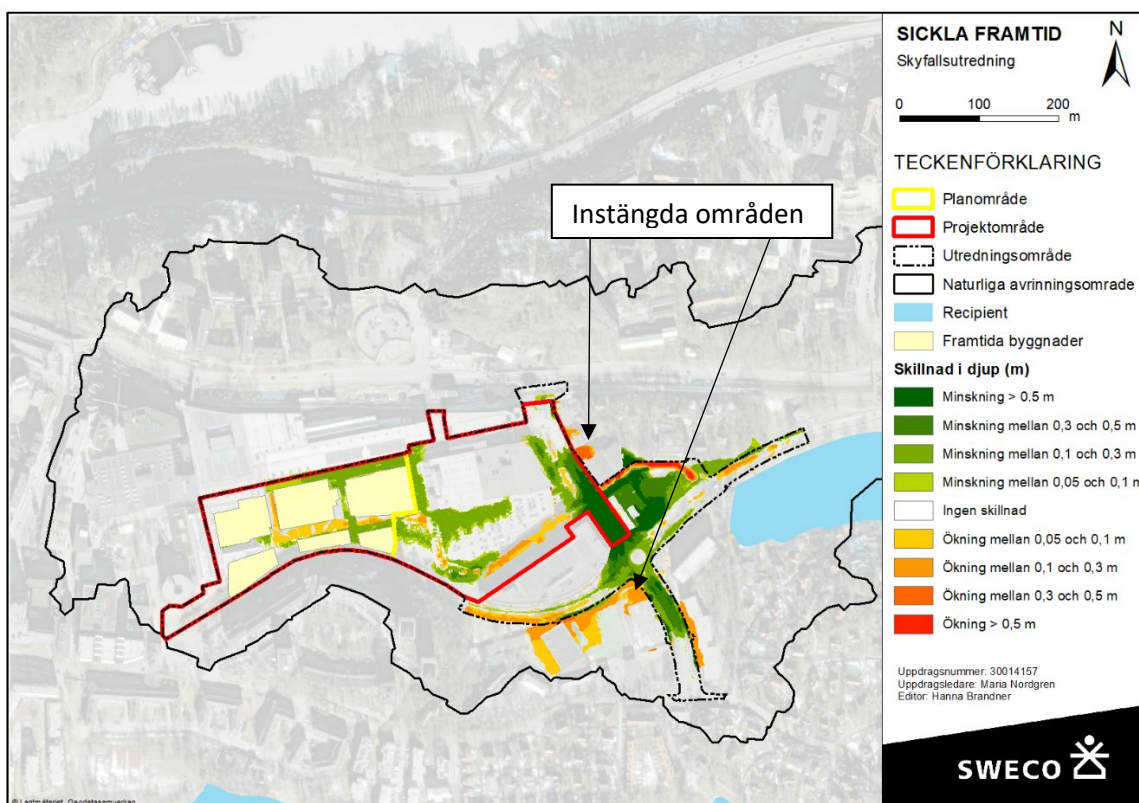 SICKLA FRAMTID
Skyfallsutredning
N
0 100 200
m
TECKENFÖRKLARING
Planområde
Projektområde
Utredningsområde
Naturliga avrinningsområde
Recipient
Framtida byggnader
Skillnad i djup (m)
Minskning > 0.5 m
Minskning mellan 0,3 och 0,5 m
Minskning mellan 0,1 och 0,3 m
Minskning mellan 0,05 och 0,1 m
Ingen skillnad
Ökning mellan 0,05 och 0,1 m
Ökning mellan 0,1 och 0,3 m
Ökning mellan 0,3 och 0,5 m
Ökning > 0,5 m
Uppdragsnummer: 30014157
Uppdragsledare: Maria Nordgren
Editor: Hanna Brandner
SWECO
Instängda områden
© Lantmäteriet, Geodatasamverkan